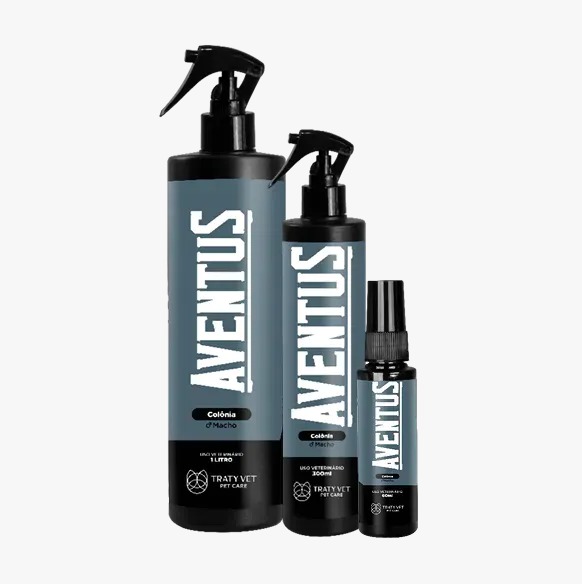 AVENTUS
Colônia
♂ Macho
USO VETERINÁRIO
1 LITRO
TRATY VET
PET CARE
AVENTUS
Colônia
♂ Macho
USO VETERINÁRIO
300ml
TRATY VET
PET CARE
AVENTUS
Colônia
USO VETERINÁRIO
60ml
TRATY VET
PET CARE